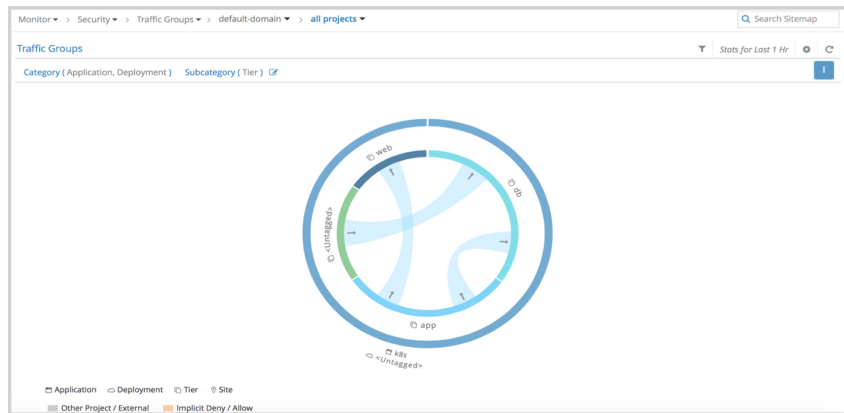 Monitor > Security > Traffic Groups > default-domain > all projects
Search Sitemap
Traffic Groups
Stats for Last 1 Hr
Category ( Application, Deployment ) Subcategory ( Tier )
web
db
<Untagged>
app
k8s
<Untagged>
Application Deployment Tier Site
Other Project / External Implicit Deny / Allow